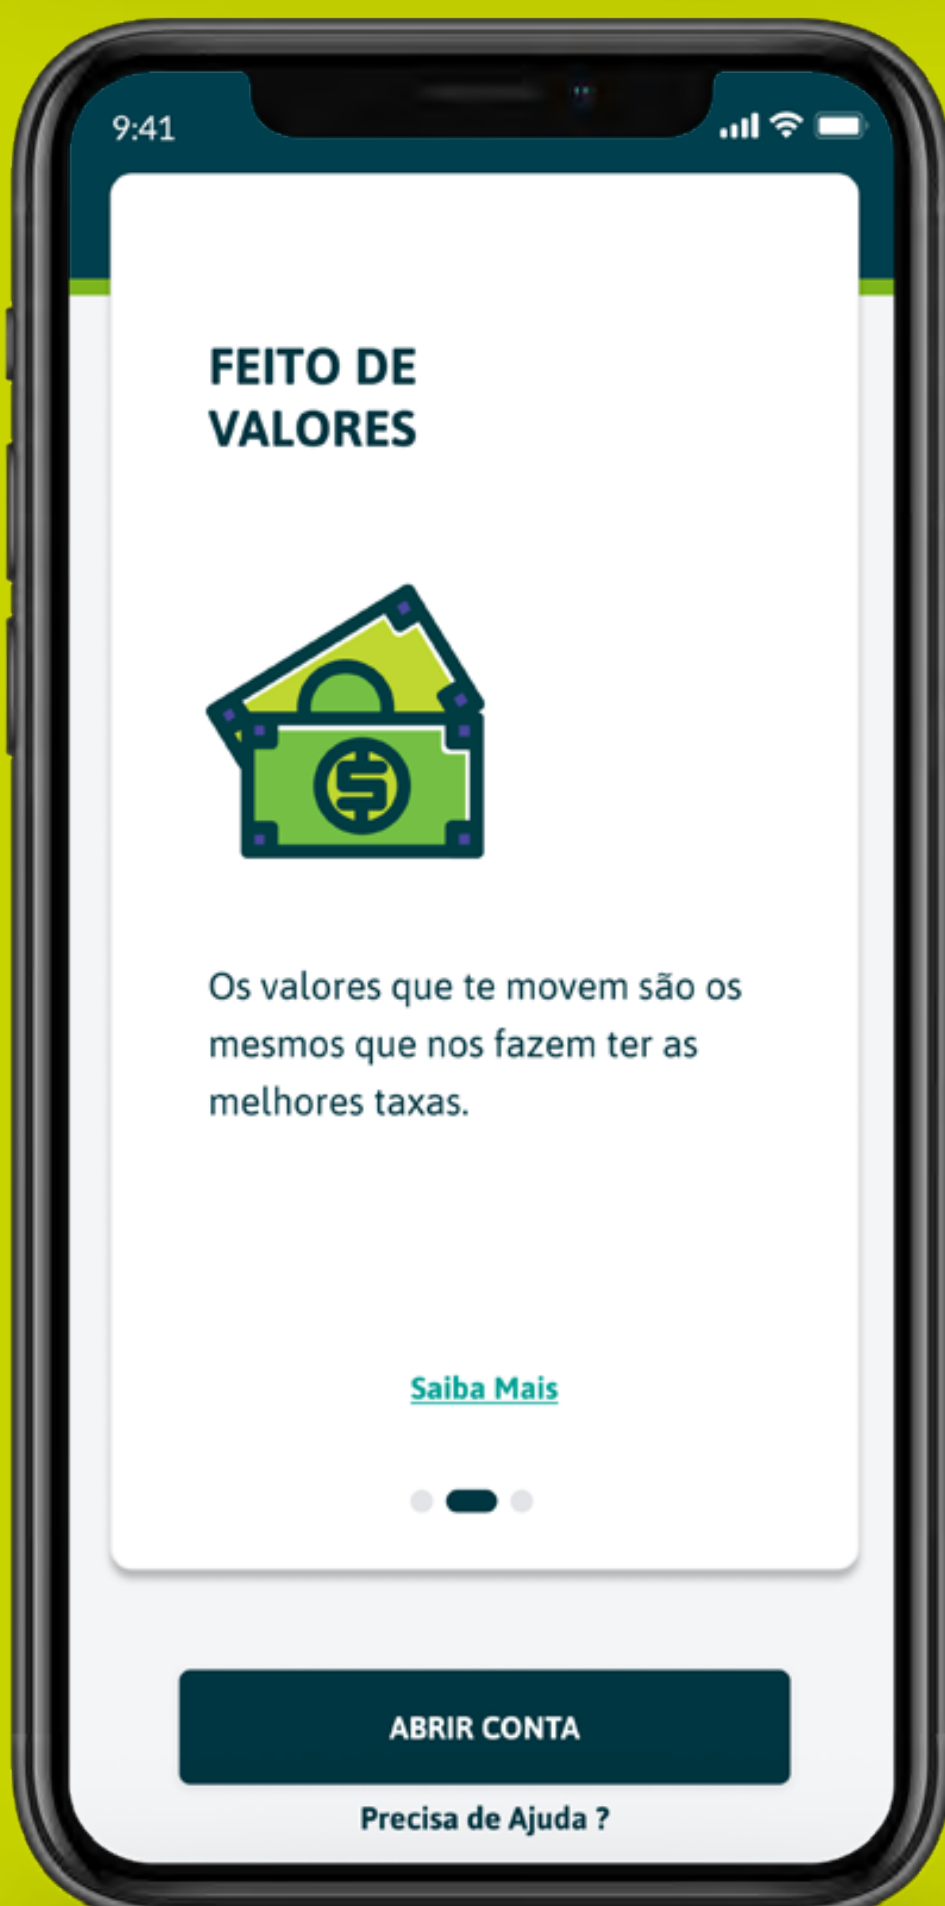 9:41
FEITO DE
VALORES
Os valores que te movem são os
mesmos que nos fazem ter as
melhores taxas.
Saiba Mais
ABRIR CONTA
Precisa de Ajuda ?